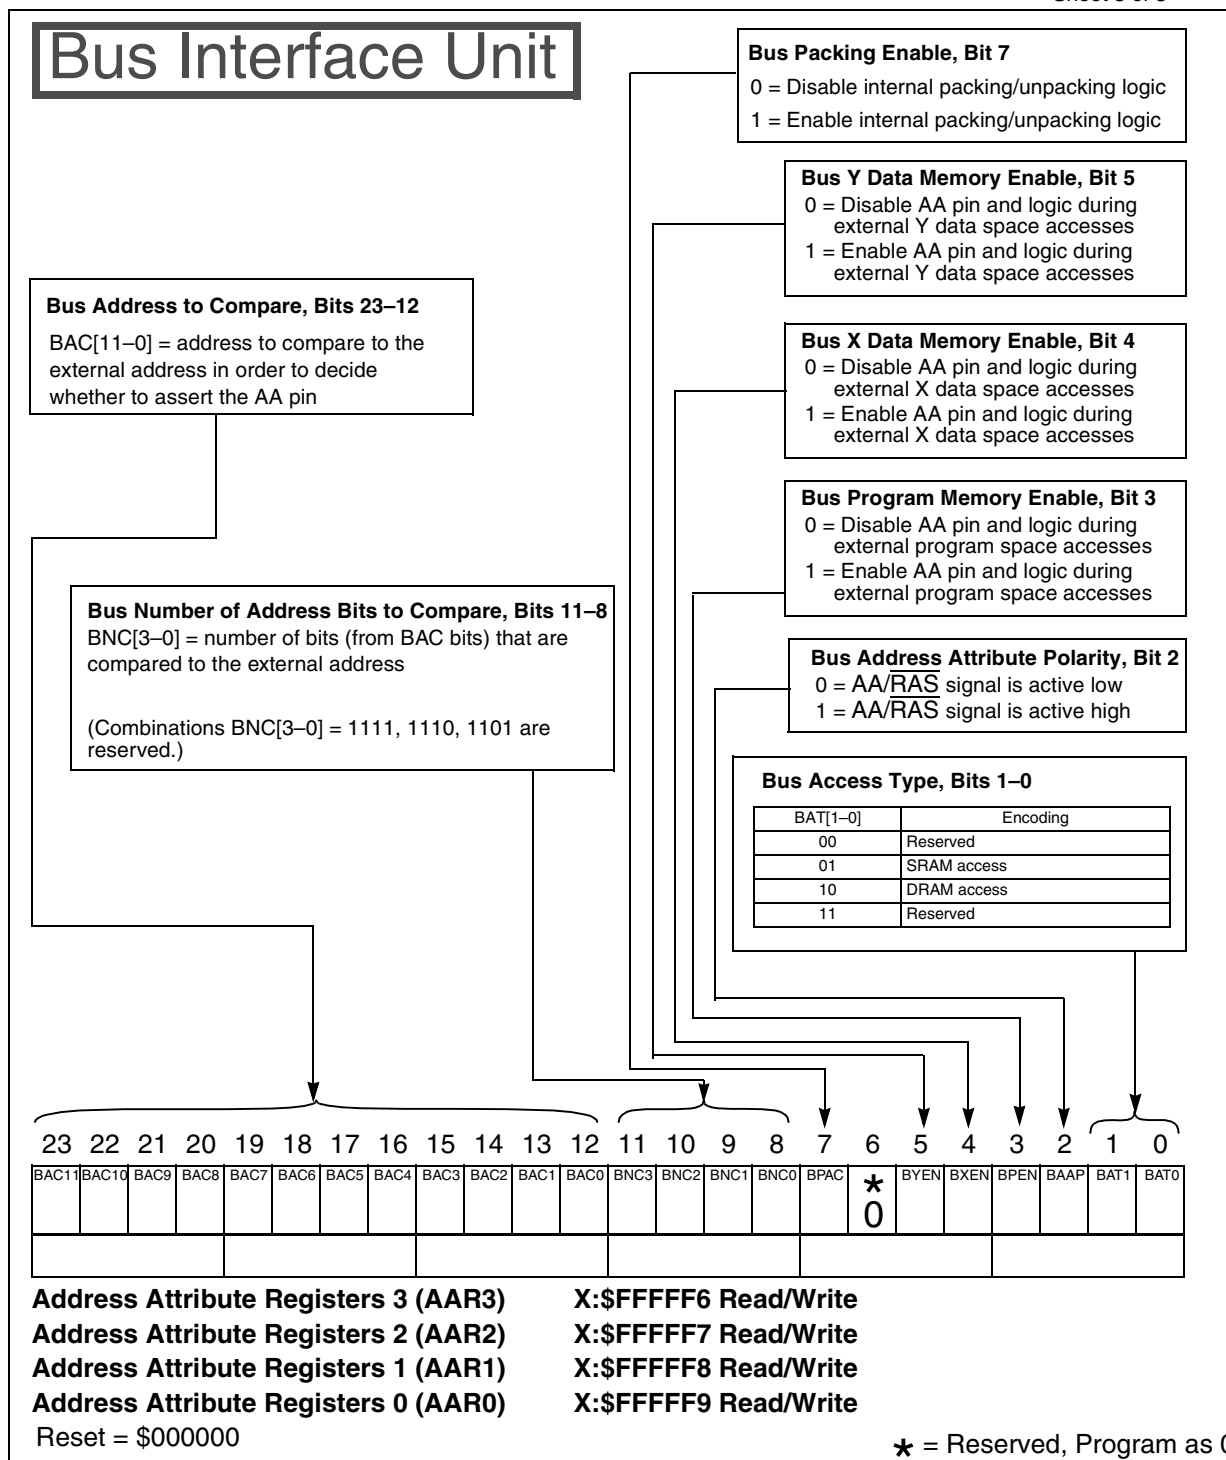 Bus Interface Unit
Bus Packing Enable, Bit 7
0 = Disable internal packing/unpacking logic
1 = Enable internal packing/unpacking logic
Bus Y Data Memory Enable, Bit 5
0 = Disable AA pin and logic during
external Y data space accesses
1 = Enable AA pin and logic during
external Y data space accesses
Bus Address to Compare, Bits 23–12
BAC[11–0] = address to compare to the
external address in order to decide
whether to assert the AA pin
Bus X Data Memory Enable, Bit 4
0 = Disable AA pin and logic during
external X data space accesses
1 = Enable AA pin and logic during
external X data space accesses
Bus Program Memory Enable, Bit 3
0 = Disable AA pin and logic during
external program space accesses
1 = Enable AA pin and logic during
external program space accesses
Bus Number of Address Bits to Compare, Bits 11–8
BNC[3–0] = number of bits (from BAC bits) that are
compared to the external address
(Combinations BNC[3–0] = 1111, 1110, 1101 are
reserved.)
Bus Address Attribute Polarity, Bit 2
0 = AA/R̅A̅S̅ signal is active low
1 = AA/R̅A̅S̅ signal is active high
Bus Access Type, Bits 1–0
BAT[1–0] Encoding
00 Reserved
01 SRAM access
10 DRAM access
11 Reserved
23 22 21 20 19 18 17 16 15 14 13 12 11 10 9 8 7 6 5 4 3 2 1 0
BAC11 BAC10 BAC9 BAC8 BAC7 BAC6 BAC5 BAC4 BAC3 BAC2 BAC1 BAC0 BNC3 BNC2 BNC1 BNC0 BPAC * BYEN BXEN BPEN BAAP BAT1 BAT0
0
Address Attribute Registers 3 (AAR3) X:$FFFFF6 Read/Write
Address Attribute Registers 2 (AAR2) X:$FFFFF7 Read/Write
Address Attribute Registers 1 (AAR1) X:$FFFFF8 Read/Write
Address Attribute Registers 0 (AAR0) X:$FFFFF9 Read/Write
Reset = $000000
* = Reserved, Program as 0